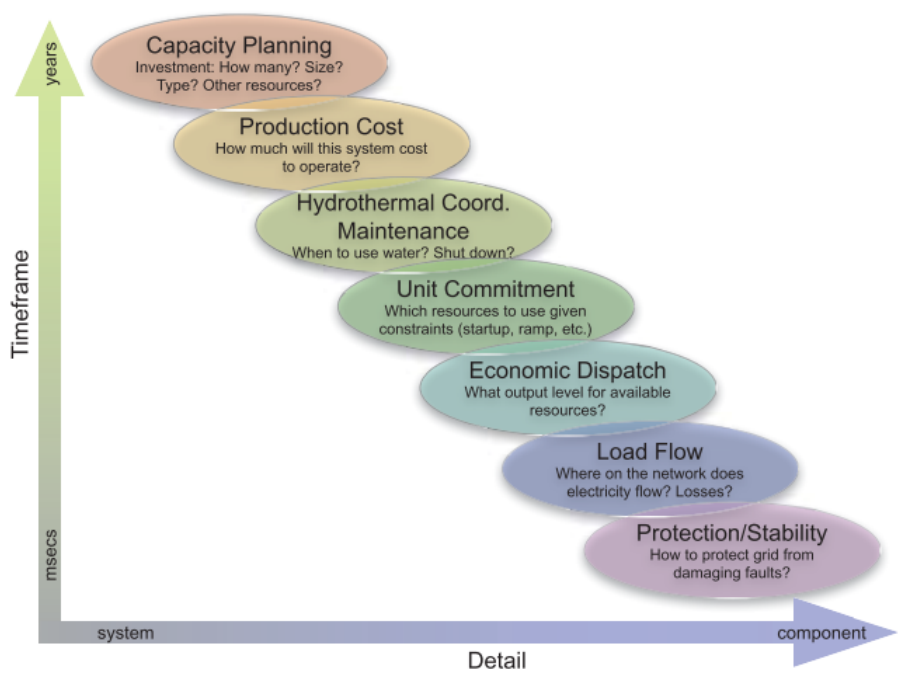 years
Capacity Planning
Investment: How many? Size?
Type? Other resources?
Production Cost
How much will this system cost
to operate?
Hydrothermal Coord.
Maintenance
When to use water? Shut down?
Unit Commitment
Which resources to use given
constraints (startup, ramp, etc.)
Economic Dispatch
What output level for available
resources?
Load Flow
Where on the network does
electricity flow? Losses?
Protection/Stability
How to protect grid from
damaging faults?
Timeframe
msecs
system
component
Detail